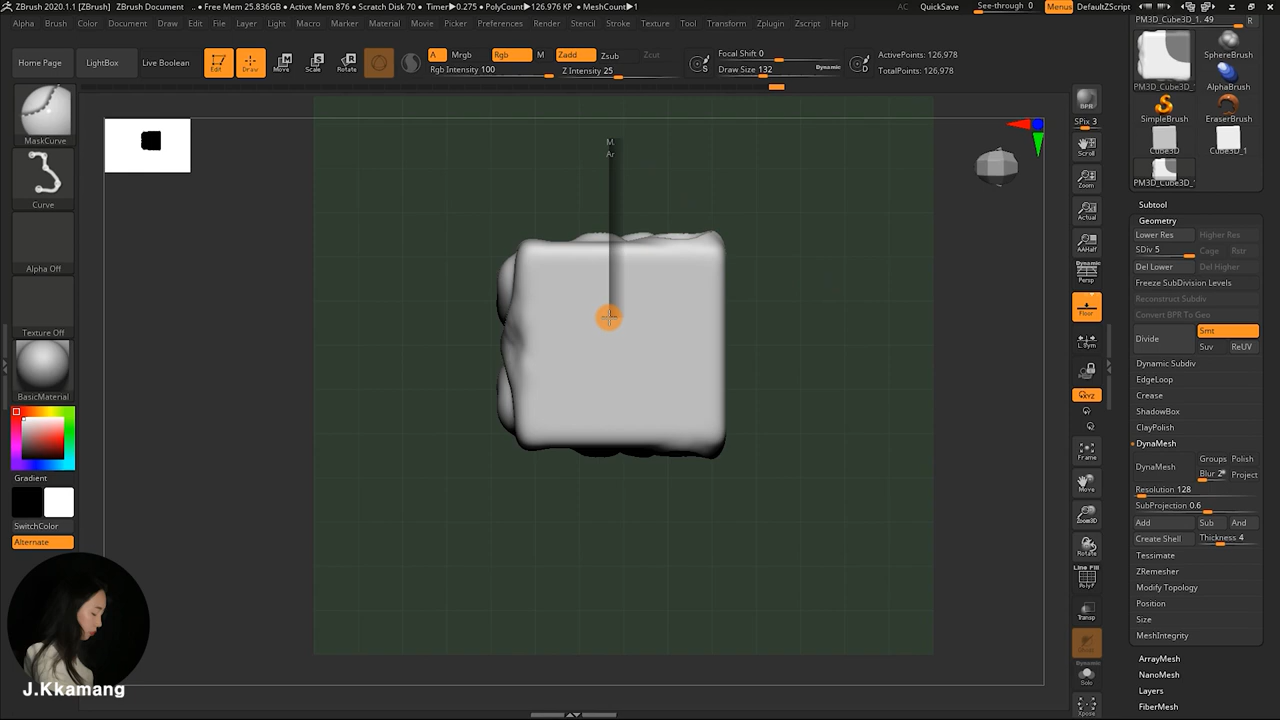 ZBrush 2020.1.1 [ZBrush] ZBrush Document .. • Free Mem 25.836GB • Active Mem 876 • Scratch Disk 70 • Timer▶0.275 • PolyCount▶126.976 KP • MeshCount▶1 AC QuickSave See-through 0 Menus DefaultZScript
Alpha Brush Color Document Draw Edit File Layer Light Macro Marker Material Movie Picker Preferences Render Stencil Stroke Texture Tool Transform Zplugin Zscript Help
Home Page LightBox Live Boolean Edit Draw Move Scale Rotate
A Mrgb Rgb M Zadd Zsub Zcut
Rgb Intensity 100 Z Intensity 25
Focal Shift 0
Draw Size 132 Dynamic
S D
ActivePoints: 126,978
TotalPoints: 126,978
MaskCurve
Curve
Alpha Off
Texture Off
BasicMaterial
Gradient
SwitchColor
Alternate
J.Kkamang
M.
Ar
BPR
SPix 3
Scroll
Zoom
Actual
AAHalf
Dynamic
Persp
Floor
L.Sym
xyz
Frame
Move
Zoom3D
Rotate
Line Fill
PolyF
Transp
Dynamic
Solo
Xpose
PM3D_Cube3D_1. 49 R
SphereBrush
PM3D_Cube3D_1 AlphaBrush
SimpleBrush EraserBrush
Cube3D Cube3D_1
PM3D_Cube3D_1
Subtool
Geometry
Lower Res Higher Res
SDiv 5 Cage Rstr
Del Lower Del Higher
Freeze SubDivision Levels
Reconstruct Subdiv
Convert BPR To Geo
Divide Smt
Suv ReUV
Dynamic Subdiv
EdgeLoop
Crease
ShadowBox
ClayPolish
DynaMesh
DynaMesh Groups Polish
Blur 2 Project
Resolution 128
SubProjection 0.6
Add Sub And
Create Shell Thickness 4
Tessimate
ZRemesher
Modify Topology
Position
Size
MeshIntegrity
ArrayMesh
NanoMesh
Layers
FiberMesh